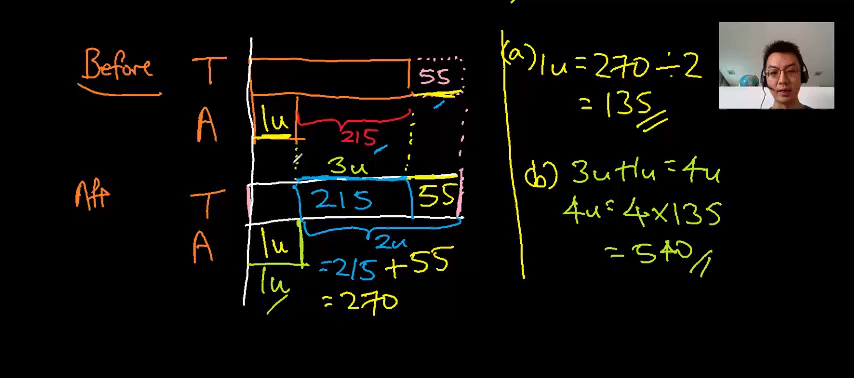 Before T 55
A 1u 215
3u
Aft T 215 55
A 1u 2u
1u = 215 + 55
= 270
(a) 1u = 270 ÷ 2
= 135
(b) 3u + 1u = 4u
4u = 4 × 135
= 540